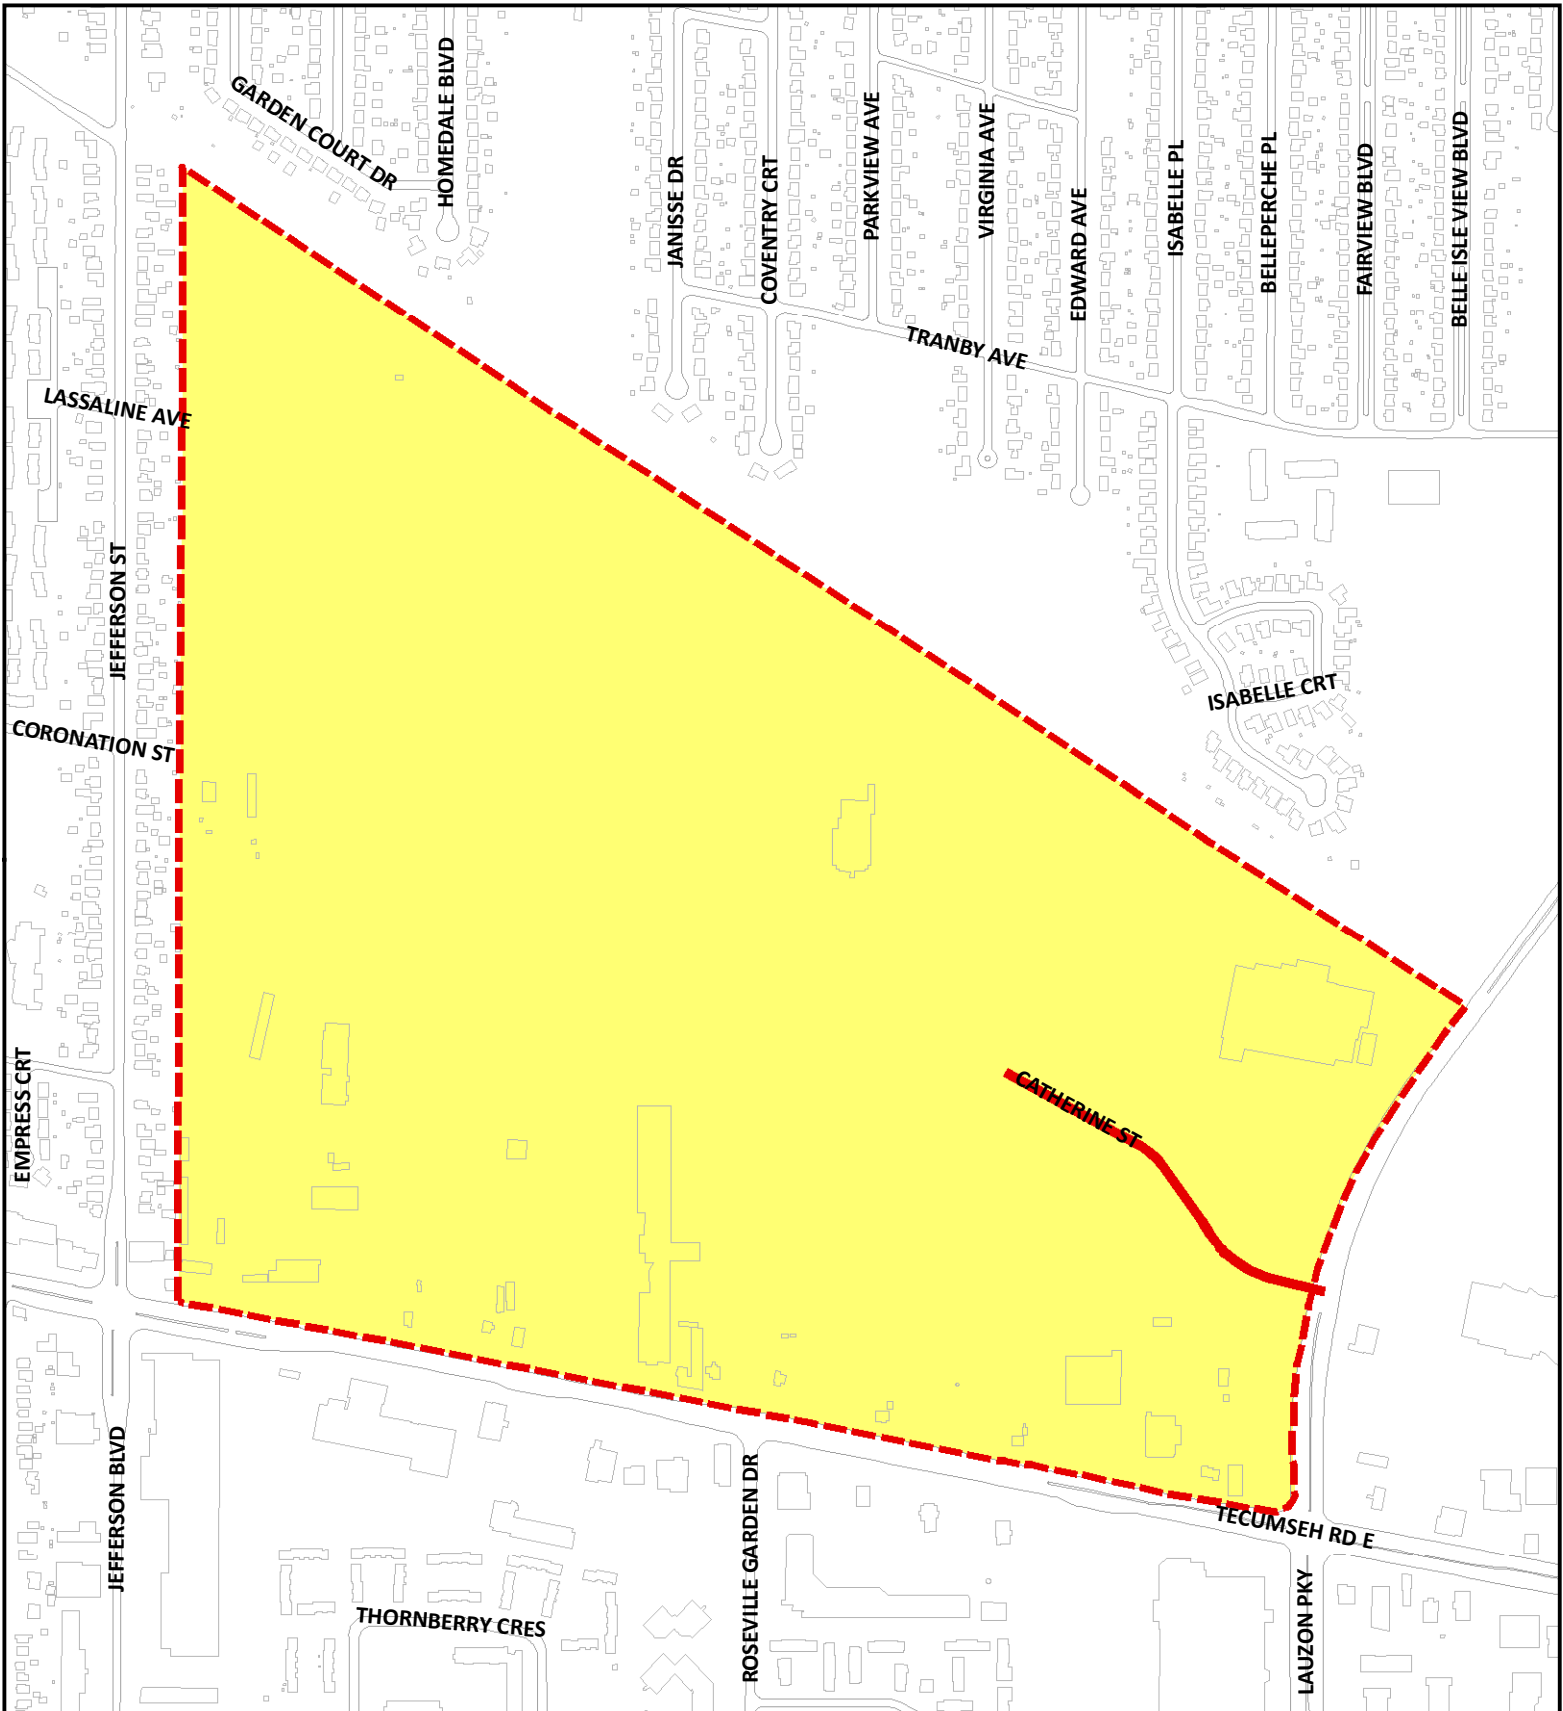 HOMEDALE BLVD
GARDEN COURT DR
JANISSE DR
COVENTRY CRT
PARKVIEW AVE
VIRGINIA AVE
EDWARD AVE
ISABELLE PL
BELLEPERCHE PL
FAIRVIEW BLVD
BELLE ISLE VIEW BLVD
TRANBY AVE
LASSALINE AVE
JEFFERSON ST
ISABELLE CRT
CORONATION ST
EMPRESS CRT
CATHERINE ST
JEFFERSON BLVD
ROSEVILLE GARDEN DR
TECUMSEH RD E
LAUZON PKY
THORNBERRY CRES